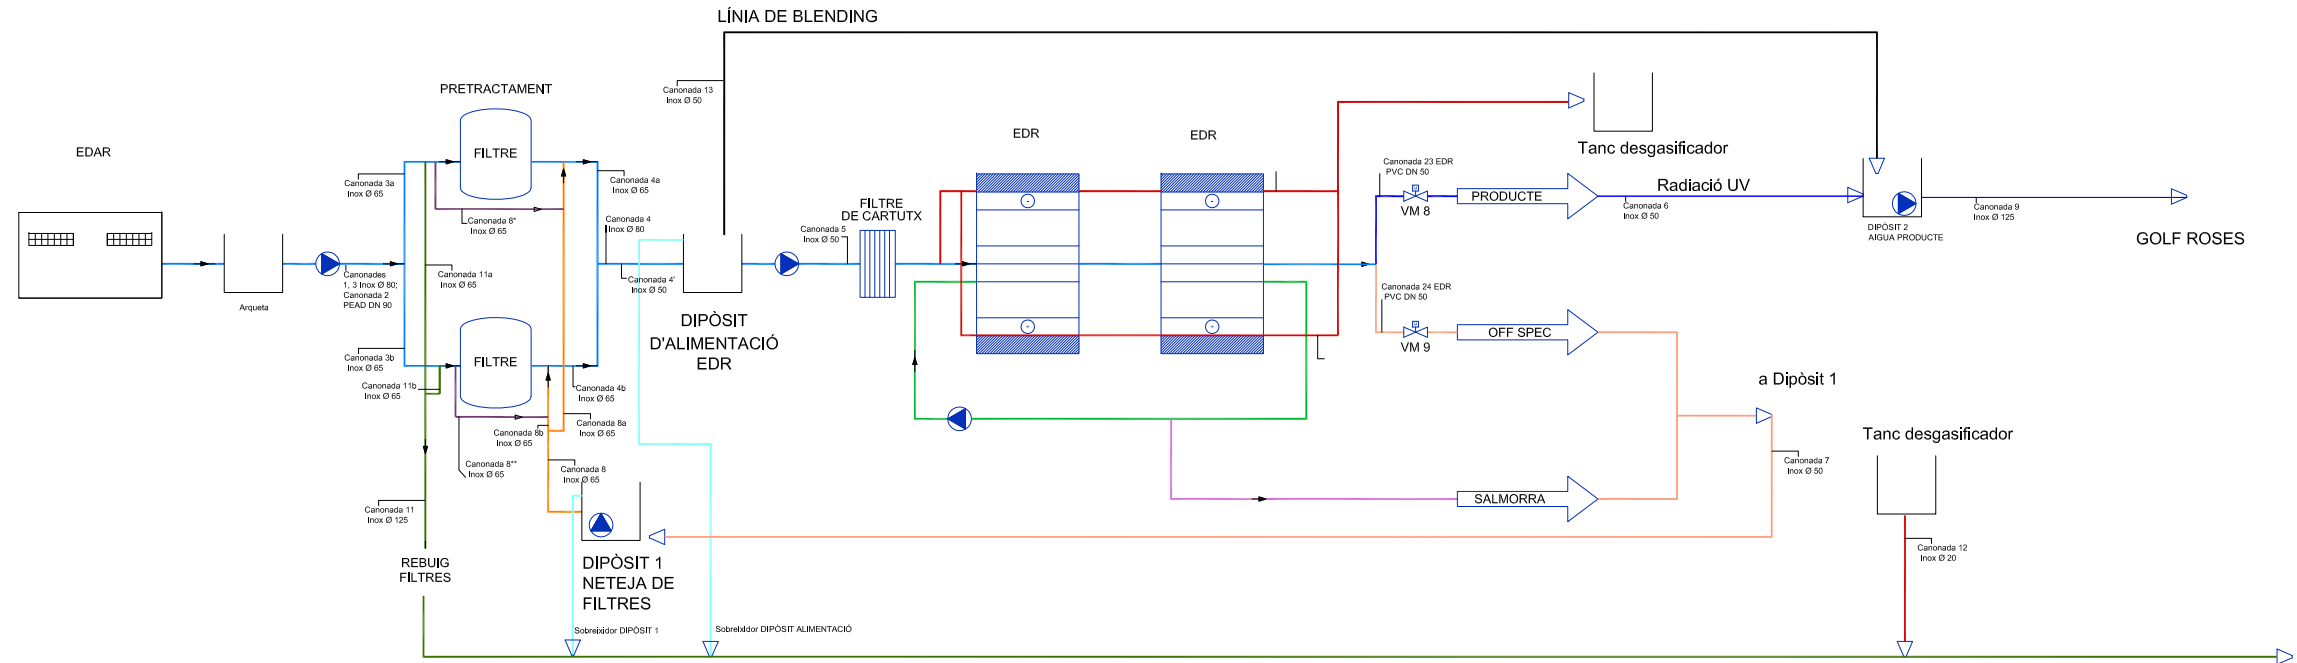 LÍNIA DE BLENDING
Canonada 13
Inox Ø 50
PRETRACTAMENT
EDAR
FILTRE
Canonada 3a
Inox Ø 65
Canonada 4a
Inox Ø 65
Canonada 8*
Inox Ø 65
Canonada 4
Inox Ø 80
Canonades
1, 3 Inox Ø 80;
Canonada 2
PEAD DN 90
Canonada 11a
Inox Ø 65
Canonada 4'
Inox Ø 50
Arqueta
Canonada 3b
Inox Ø 65
FILTRE
Canonada 11b
Inox Ø 65
Canonada 4b
Inox Ø 65
Canonada 8a
Inox Ø 65
Canonada 8b
Inox Ø 65
Canonada 8**
Inox Ø 65
Canonada 8
Inox Ø 65
Canonada 11
Inox Ø 125
REBUIG
FILTRES
DIPÒSIT 1
NETEJA DE
FILTRES
Sobreixidor DIPÒSIT 1
Sobreixidor DIPÒSIT ALIMENTACIÓ
DIPÒSIT
D'ALIMENTACIÓ
EDR
Canonada 5
Inox Ø 50
FILTRE
DE CARTUTX
EDR
EDR
-
-
+
+
Tanc desgasificador
Canonada 23 EDR
PVC DN 50
VM 8
PRODUCTE
Radiació UV
Canonada 6
Inox Ø 50
DIPÒSIT 2
AIGUA PRODUCTE
Canonada 9
Inox Ø 125
GOLF ROSES
Canonada 24 EDR
PVC DN 50
VM 9
OFF SPEC
a Dipòsit 1
SALMORRA
Canonada 7
Inox Ø 50
Tanc desgasificador
Canonada 12
Inox Ø 20